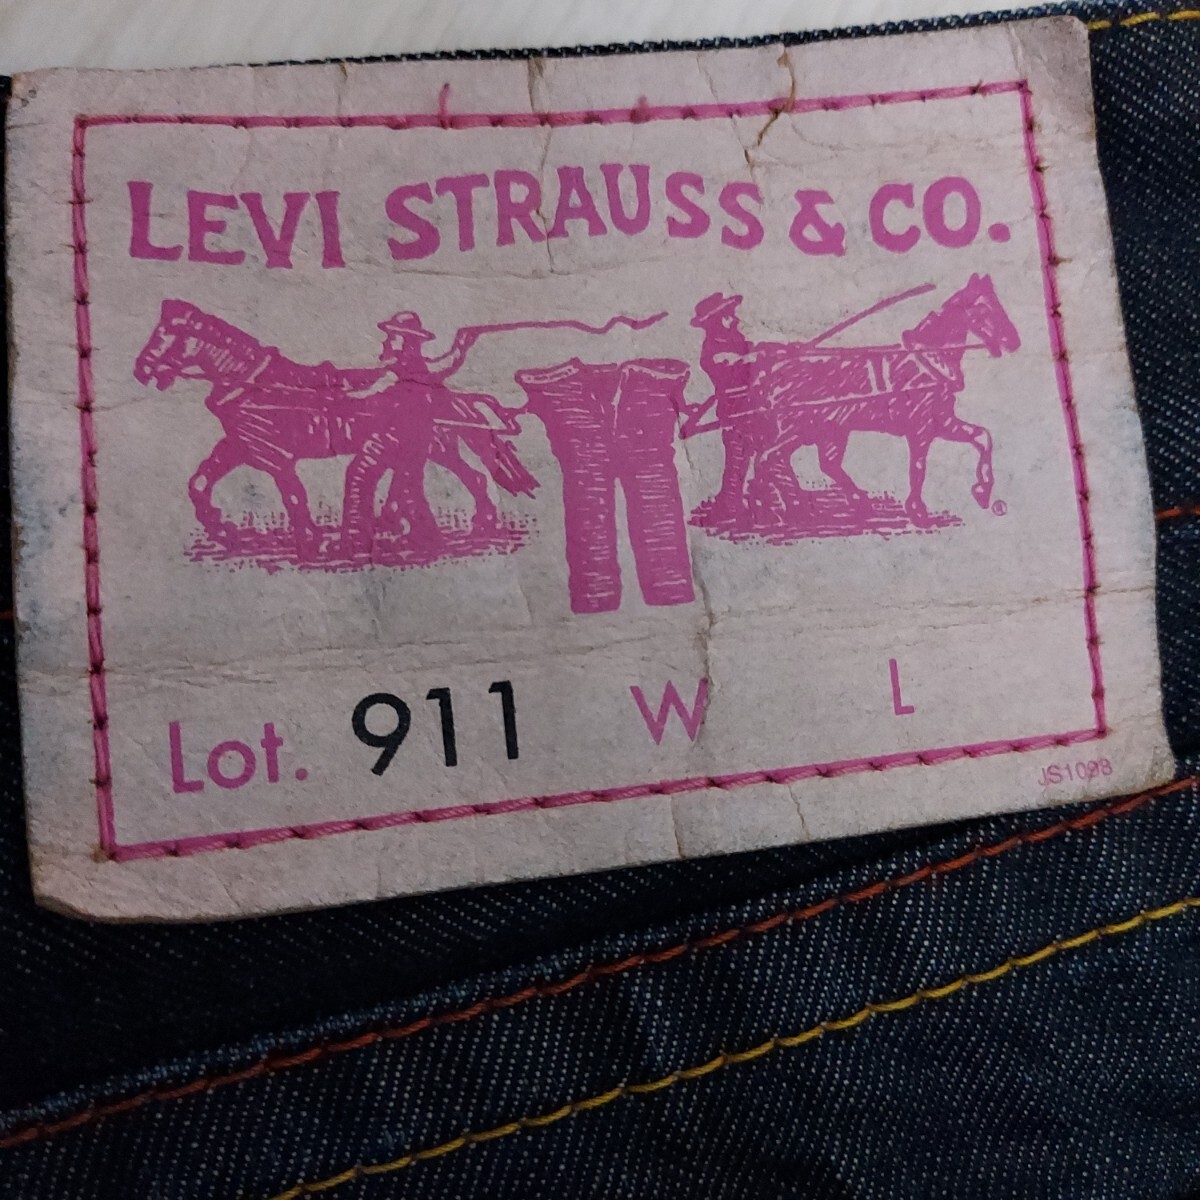 LEVI STRAUSS & CO.
®
Lot. 911 W L
JS1098